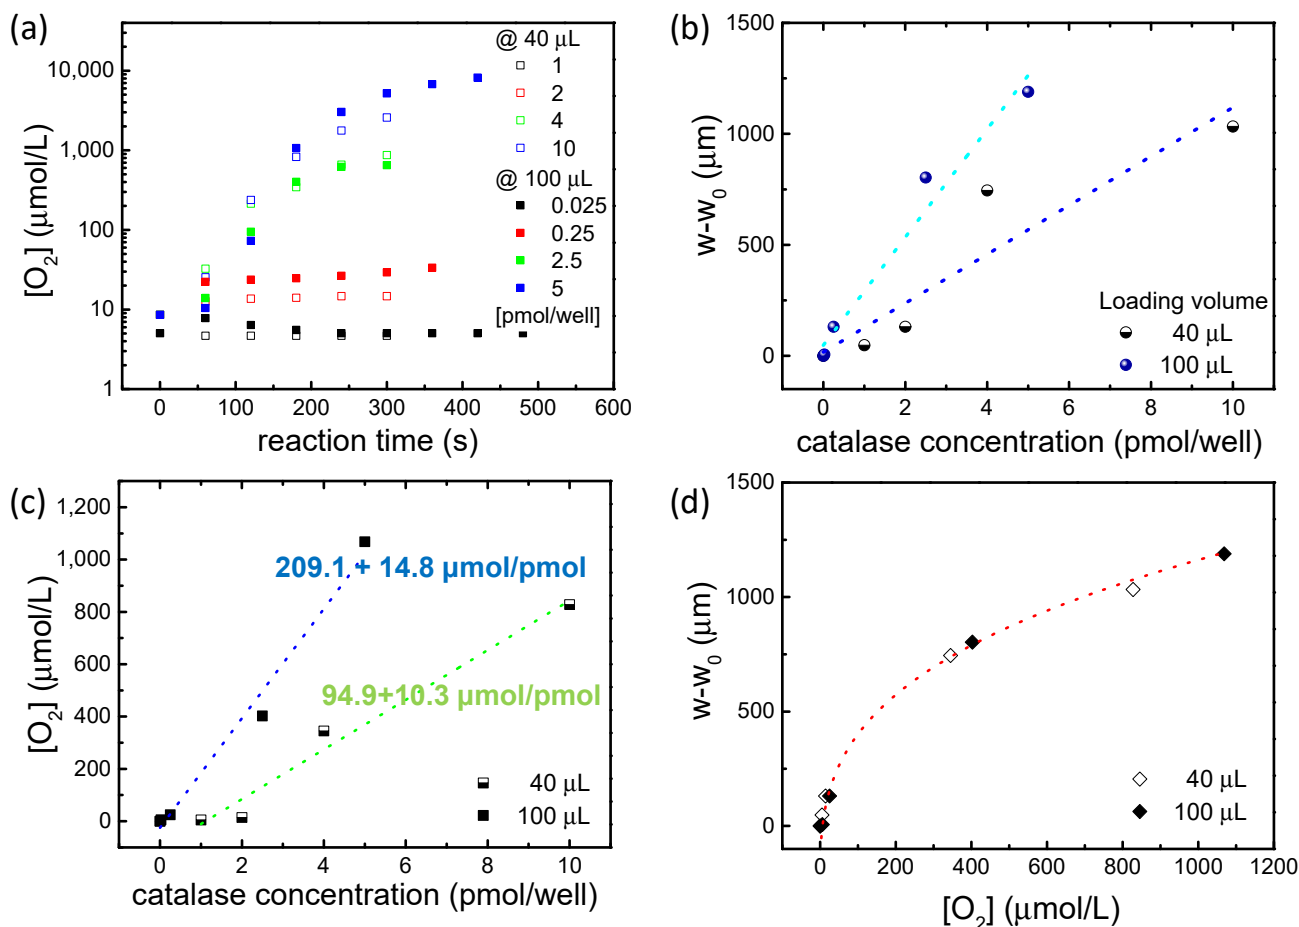 (a)
[O2] (μmol/L)
10,000
1,000
100
10
1
0 100 200 300 400 500 600
reaction time (s)
@ 40 μL
1
2
4
10
@ 100 μL
0.025
0.25
2.5
5
[pmol/well]
(b)
w-w0 (μm)
1500
1000
500
0
0 2 4 6 8 10
catalase concentration (pmol/well)
Loading volume
40 μL
100 μL
(c)
[O2] (μmol/L)
1,200
1,000
800
600
400
200
0
0 2 4 6 8 10
catalase concentration (pmol/well)
209.1 + 14.8 μmol/pmol
94.9+10.3 μmol/pmol
40 μL
100 μL
(d)
w-w0 (μm)
1500
1000
500
0
0 200 400 600 800 1000 1200
[O2] (μmol/L)
40 μL
100 μL